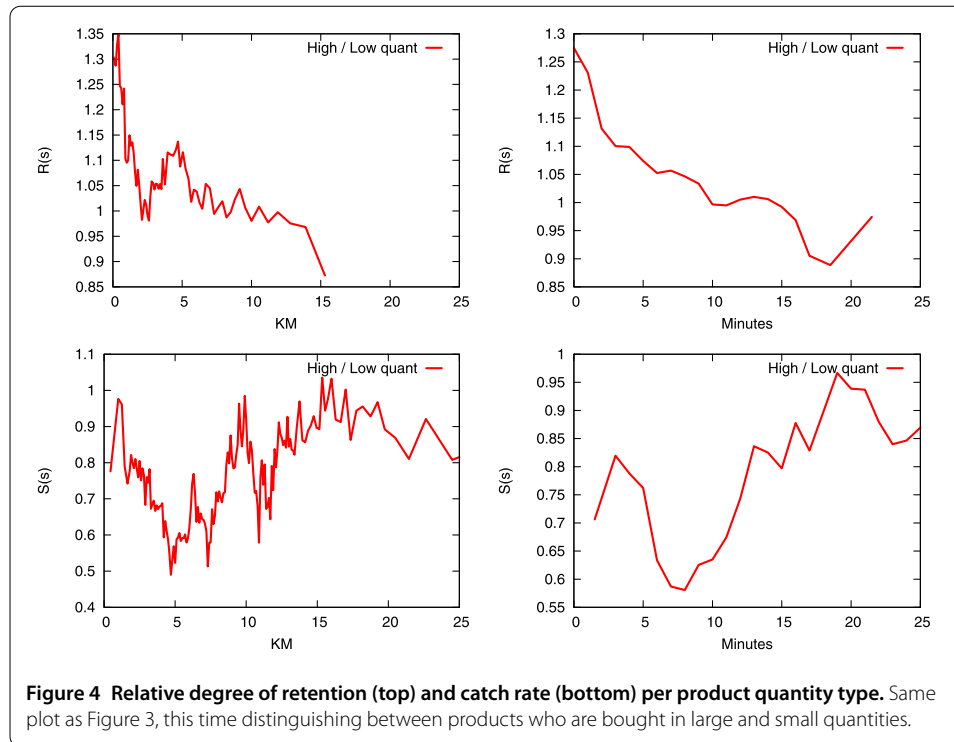 1.35
1.3
1.25
1.2
1.15
1.1
1.05
1
0.95
0.9
0.85
R(s)
High / Low quant
0 5 10 15 20 25
KM
1.3
1.25
1.2
1.15
1.1
1.05
1
0.95
0.9
0.85
R(s)
High / Low quant
0 5 10 15 20 25
Minutes
1.1
1
0.9
0.8
0.7
0.6
0.5
0.4
S(s)
High / Low quant
0 5 10 15 20 25
KM
1
0.95
0.9
0.85
0.8
0.75
0.7
0.65
0.6
0.55
S(s)
High / Low quant
0 5 10 15 20 25
Minutes
Figure 4 Relative degree of retention (top) and catch rate (bottom) per product quantity type. Same
plot as Figure 3, this time distinguishing between products who are bought in large and small quantities.